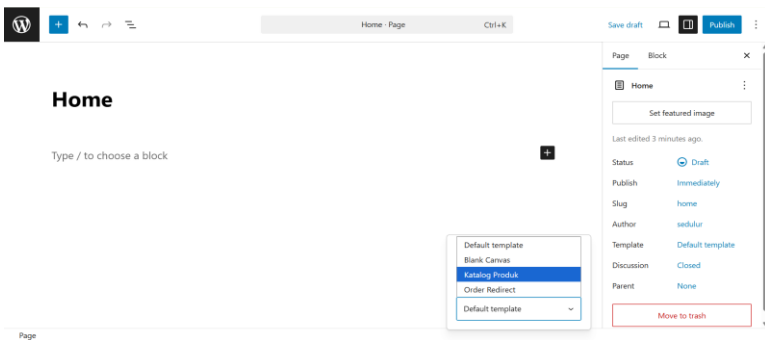 Home · Page Ctrl+K
Save draft
Publish
Page Block
Home
Home
Set featured image
Last edited 3 minutes ago.
Type / to choose a block
Status Draft
Publish Immediately
Slug home
Author sedulur
Template Default template
Discussion Closed
Parent None
Move to trash
Default template
Blank Canvas
Katalog Produk
Order Redirect
Default template
Page